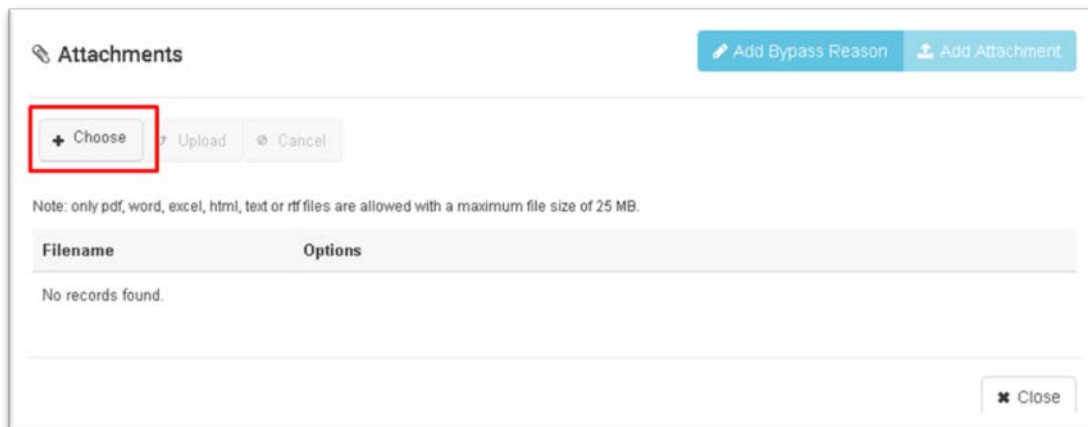 Attachments
Add Bypass Reason
Add Attachment
Choose
Upload
Cancel
Note: only pdf, word, excel, html, text or rtf files are allowed with a maximum file size of 25 MB.
Filename Options
No records found.
Close